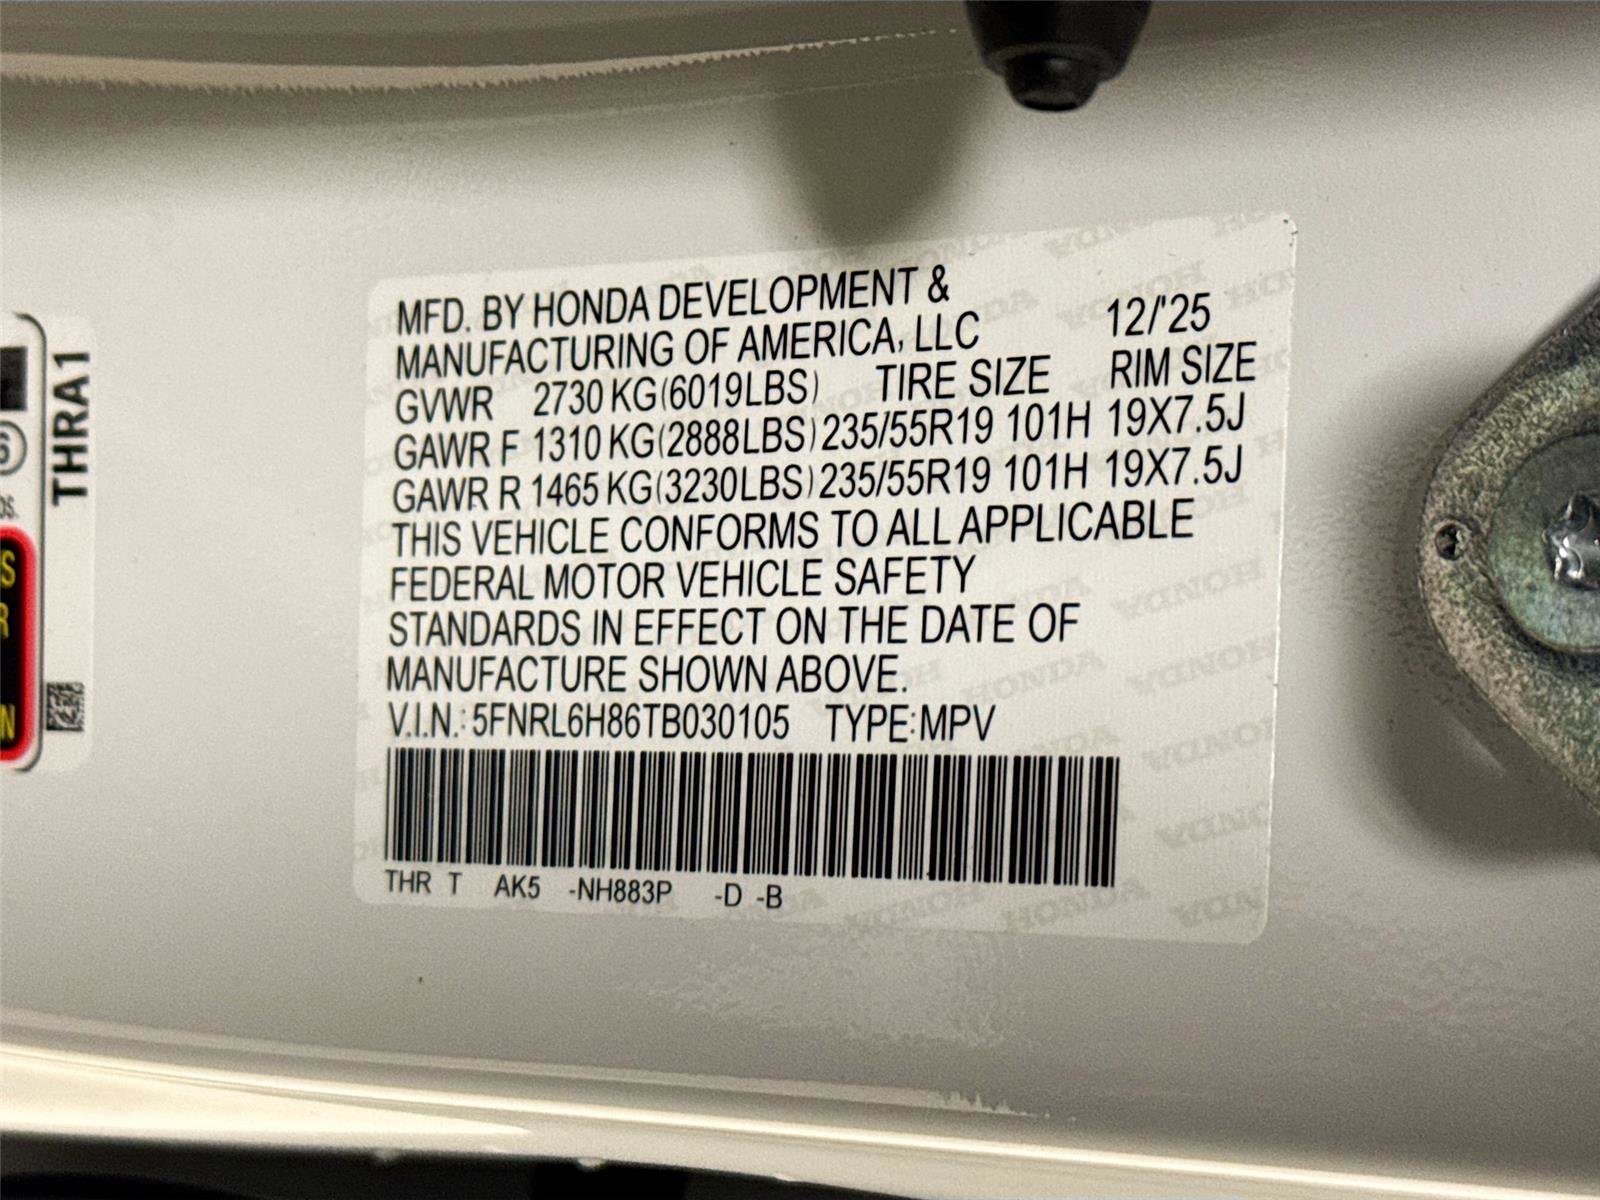 MFD. BY HONDA DEVELOPMENT &
MANUFACTURING OF AMERICA, LLC 12/'25
GVWR 2730 KG(6019LBS) TIRE SIZE RIM SIZE
GAWR F 1310 KG(2888LBS) 235/55R19 101H 19X7.5J
GAWR R 1465 KG(3230LBS) 235/55R19 101H 19X7.5J
THIS VEHICLE CONFORMS TO ALL APPLICABLE
FEDERAL MOTOR VEHICLE SAFETY
STANDARDS IN EFFECT ON THE DATE OF
MANUFACTURE SHOWN ABOVE.
V.I.N.: 5FNRL6H86TB030105 TYPE: MPV
THR T AK5 -NH883P -D -B
THRA1